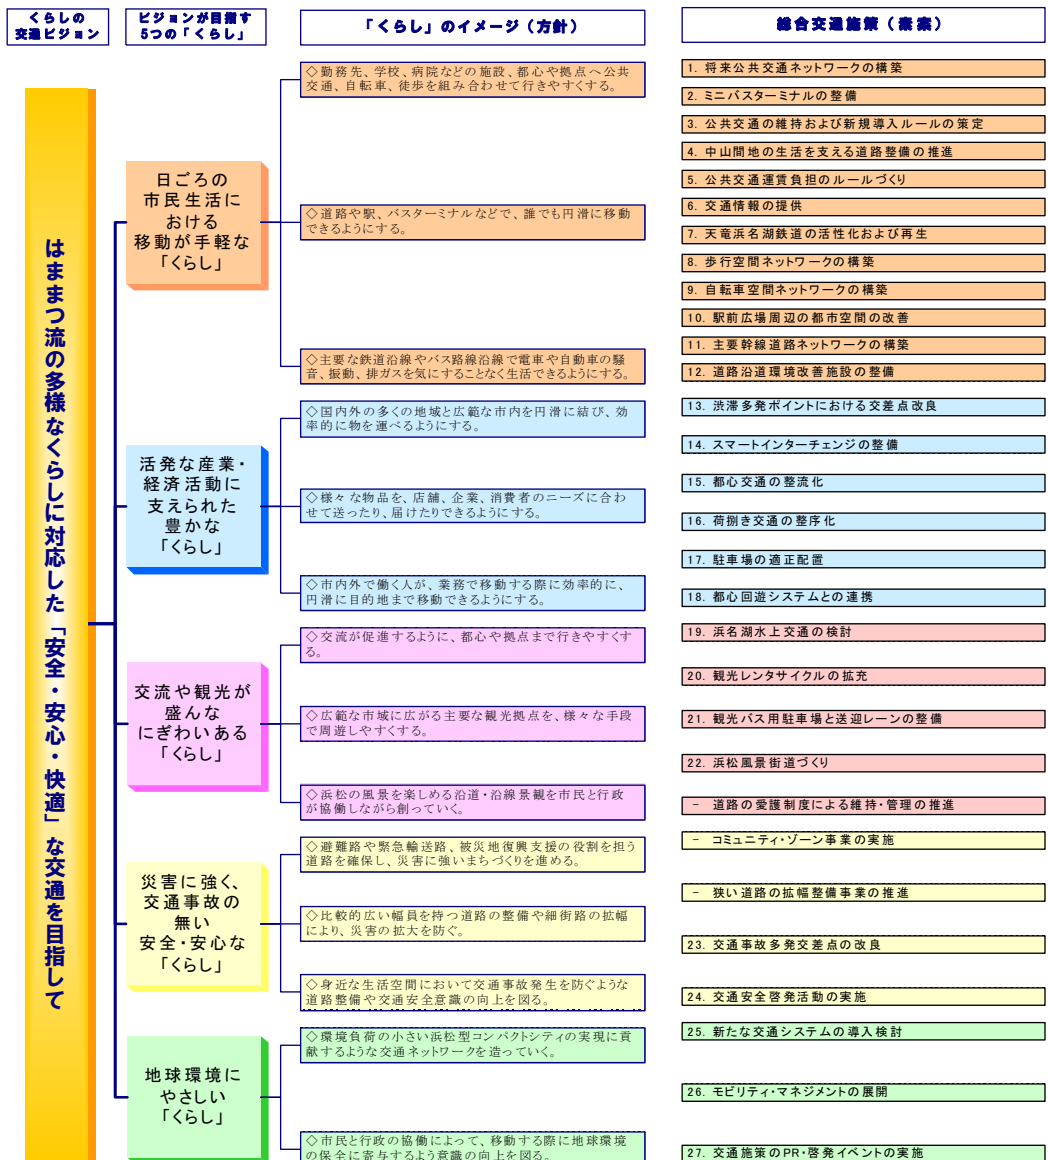 くらしの
交通ビジョン
ビジョンが目指す
5つの「くらし」
「くらし」のイメージ（方針）
総合交通施策（素案）
はままつ流の多様なくらしに対応した「安全・安心・快適」な交通を目指して
日ごろの
市民生活に
おける
移動が手軽な
「くらし」
◇勤務先、学校、病院などの施設、都心や拠点へ公共
交通、自転車、徒歩を組み合わせて行きやすくする。
◇道路や駅、バスターミナルなどで、誰でも円滑に移動
できるようにする。
◇主要な鉄道沿線やバス路線沿線で電車や自動車の騒
音、振動、排ガスを気にすることなく生活できるようにする。
1. 将来公共交通ネットワークの構築
2. ミニバスターミナルの整備
3. 公共交通の維持および新規導入ルールの策定
4. 中山間地の生活を支える道路整備の推進
5. 公共交通運賃負担のルールづくり
6. 交通情報の提供
7. 天竜浜名湖鉄道の活性化および再生
8. 歩行空間ネットワークの構築
9. 自転車空間ネットワークの構築
10. 駅前広場周辺の都市空間の改善
11. 主要幹線道路ネットワークの構築
12. 道路沿道環境改善施設の整備
活発な産業・
経済活動に
支えられた
豊かな
「くらし」
◇国内外の多くの地域と広範な市内を円滑に結び、効
率的に物を運べるようにする。
◇様々な物品を、店舗、企業、消費者のニーズに合わ
せて送ったり、届けたりできるようにする。
◇市内外で働く人が、業務で移動する際に効率的に、
円滑に目的地まで移動できるようにする。
13. 渋滞多発ポイントにおける交差点改良
14. スマートインターチェンジの整備
15. 都心交通の整流化
16. 荷捌き交通の整序化
17. 駐車場の適正配置
18. 都心回遊システムとの連携
交流や観光が
盛んな
にぎわいある
「くらし」
◇交流が促進するように、都心や拠点まで行きやすくす
る。
◇広範な市域に広がる主要な観光拠点を、様々な手段
で周遊しやすくする。
◇浜松の風景を楽しめる沿道・沿線景観を市民と行政
が協働しながら創っていく。
19. 浜名湖水上交通の検討
20. 観光レンタサイクルの拡充
21. 観光バス用駐車場と送迎レーンの整備
22. 浜松風景街道づくり
－ 道路の愛護制度による維持・管理の推進
災害に強く、
交通事故の
無い
安全・安心な
「くらし」
◇避難路や緊急輸送路、被災地復興支援の役割を担う
道路を確保し、災害に強いまちづくりを進める。
◇比較的広い幅員を持つ道路の整備や細街路の拡幅
により、災害の拡大を防ぐ。
◇身近な生活空間において交通事故発生を防ぐような
道路整備や交通安全意識の向上を図る。
－ コミュニティ・ゾーン事業の実施
－ 狭い道路の拡幅整備事業の推進
23. 交通事故多発交差点の改良
24. 交通安全啓発活動の実施
地球環境に
やさしい
「くらし」
◇環境負荷の小さい浜松型コンパクトシティの実現に貢
献するような交通ネットワークを造っていく。
◇市民と行政の協働によって、移動する際に地球環境
の保全に寄与するよう意識の向上を図る。
25. 新たな交通システムの導入検討
26. モビリティ・マネジメントの展開
27. 交通施策のPR・啓発イベントの実施